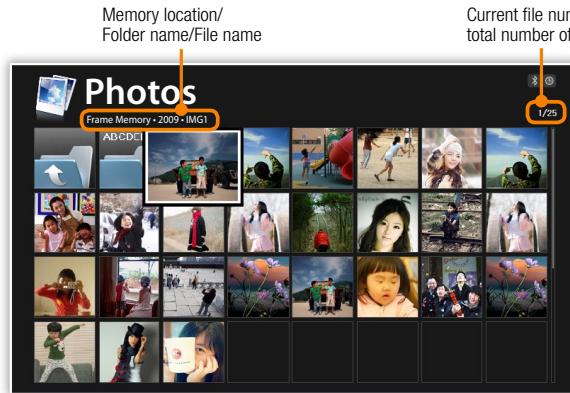 Memory location/
Folder name/File name
Current file nu
total number of
Photos
Frame Memory • 2009 • IMG1
1/25
ABCDE